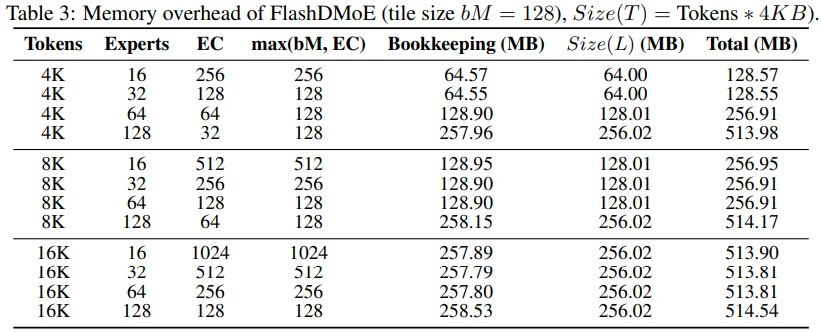 Table 3: Memory overhead of FlashDMoE (tile size bM = 128), Size(T) = Tokens * 4KB).
Tokens Experts EC max(bM, EC) Bookkeeping (MB) Size(L) (MB) Total (MB)
4K 16 256 256 64.57 64.00 128.57
4K 32 128 128 64.55 64.00 128.55
4K 64 64 128 128.90 128.01 256.91
4K 128 32 128 257.96 256.02 513.98
8K 16 512 512 128.95 128.01 256.95
8K 32 256 256 128.90 128.01 256.91
8K 64 128 128 128.90 128.01 256.91
8K 128 64 128 258.15 256.02 514.17
16K 16 1024 1024 257.89 256.02 513.90
16K 32 512 512 257.79 256.02 513.81
16K 64 256 256 257.80 256.02 513.81
16K 128 128 128 258.53 256.02 514.54